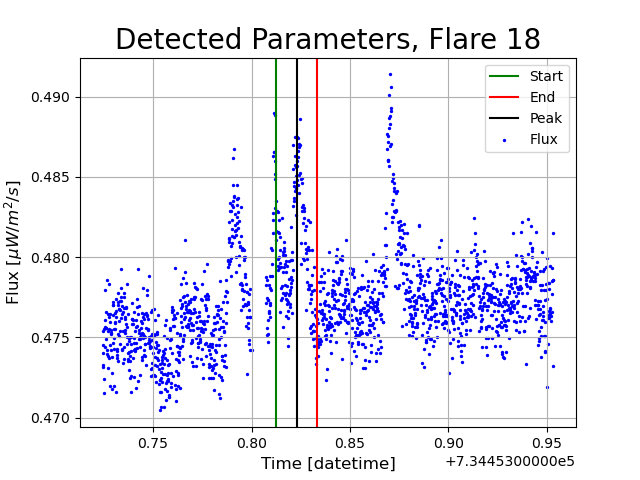 Detected Parameters, Flare 18
Flux [μW/m²/s]
0.490
0.485
0.480
0.475
0.470
Start
End
Peak
Flux
0.75
0.80
0.85
0.90
0.95
+7.3445300000e5
Time [datetime]